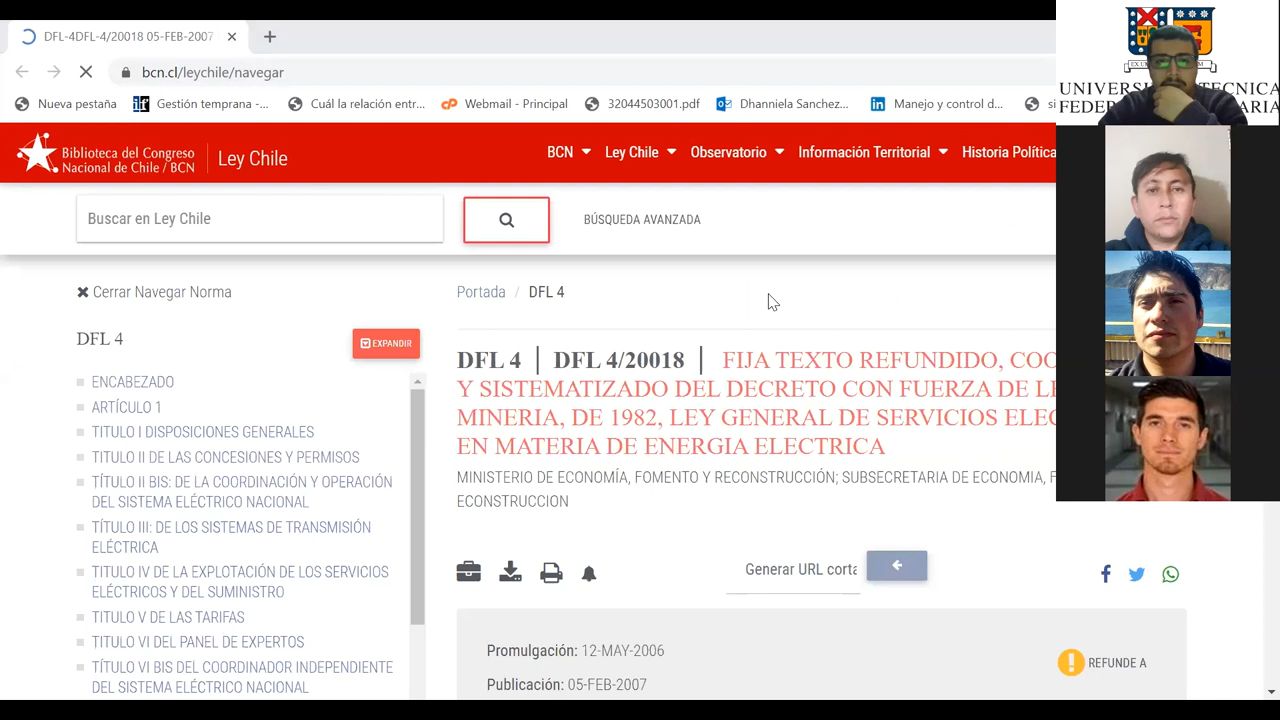 DFL-4DFL-4/20018 05-FEB-2007
bcn.cl/leychile/navegar
Nueva pestaña
Gestión temprana -...
Cuál la relación entr...
Webmail - Principal
32044503001.pdf
Dhanniela Sanchez...
Manejo y control d...
si
Biblioteca del Congreso
Nacional de Chile / BCN
Ley Chile
BCN
Ley Chile
Observatorio
Información Territorial
Historia Política
Buscar en Ley Chile
BÚSQUEDA AVANZADA
Cerrar Navegar Norma
Portada / DFL 4
DFL 4
EXPANDIR
ENCABEZADO
ARTÍCULO 1
TITULO I DISPOSICIONES GENERALES
TITULO II DE LAS CONCESIONES Y PERMISOS
TÍTULO II BIS: DE LA COORDINACIÓN Y OPERACIÓN
DEL SISTEMA ELÉCTRICO NACIONAL
TÍTULO III: DE LOS SISTEMAS DE TRANSMISIÓN
ELÉCTRICA
TITULO IV DE LA EXPLOTACIÓN DE LOS SERVICIOS
ELÉCTRICOS Y DEL SUMINISTRO
TITULO V DE LAS TARIFAS
TITULO VI DEL PANEL DE EXPERTOS
TÍTULO VI BIS DEL COORDINADOR INDEPENDIENTE
DEL SISTEMA ELÉCTRICO NACIONAL
DFL 4 | DFL 4/20018 | FIJA TEXTO REFUNDIDO, COO
Y SISTEMATIZADO DEL DECRETO CON FUERZA DE LE
MINERIA, DE 1982, LEY GENERAL DE SERVICIOS ELEC
EN MATERIA DE ENERGIA ELECTRICA
MINISTERIO DE ECONOMÍA, FOMENTO Y RECONSTRUCCIÓN; SUBSECRETARIA DE ECONOMIA, F
ECONSTRUCCION
Generar URL corta
Promulgación: 12-MAY-2006
Publicación: 05-FEB-2007
REFUNDE A